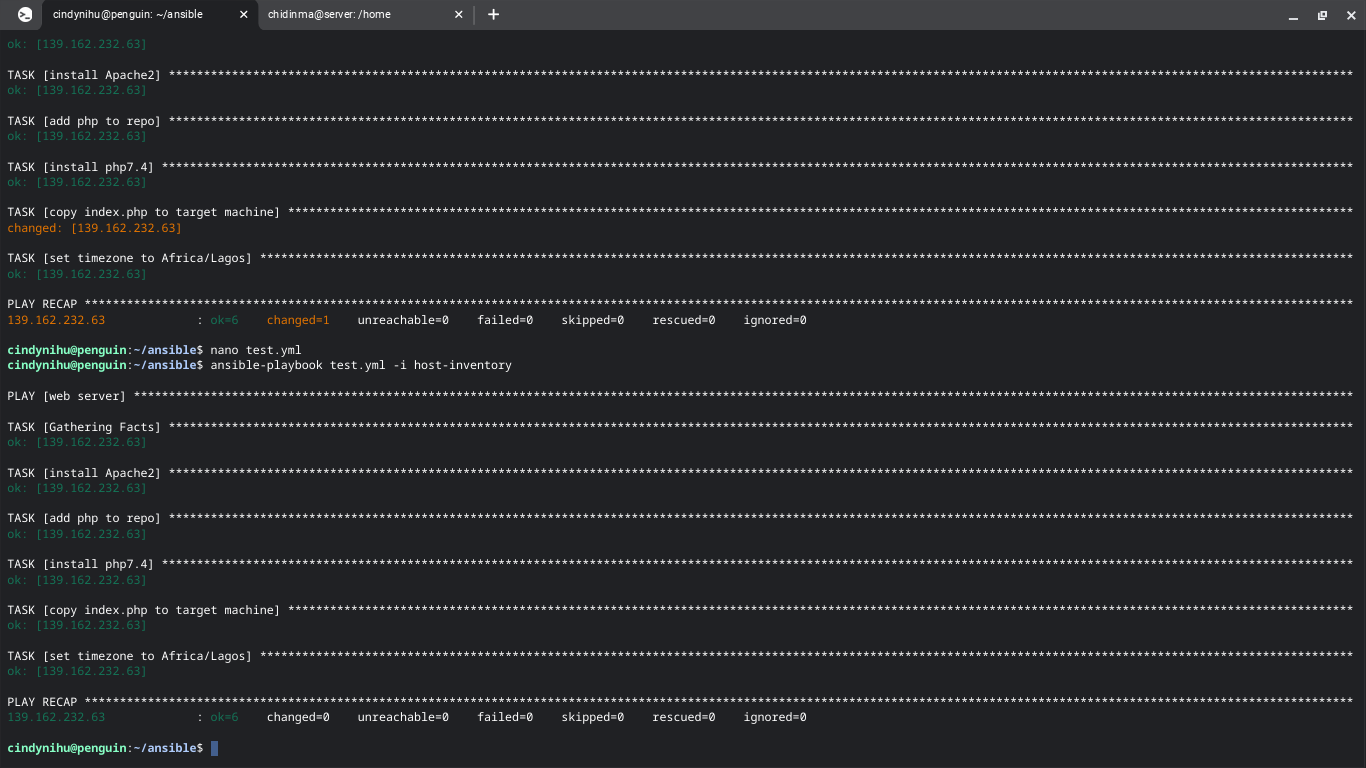 cindynihu@penguin: ~/ansible
chidinma@server: /home
ok: [139.162.232.63]
TASK [install Apache2] *************************************************************************************************************************************************************************
ok: [139.162.232.63]
TASK [add php to repo] *************************************************************************************************************************************************************************
ok: [139.162.232.63]
TASK [install php7.4] **************************************************************************************************************************************************************************
ok: [139.162.232.63]
TASK [copy index.php to target machine] ********************************************************************************************************************************************************
changed: [139.162.232.63]
TASK [set timezone to Africa/Lagos] ************************************************************************************************************************************************************
ok: [139.162.232.63]
PLAY RECAP *************************************************************************************************************************************************************************************
139.162.232.63             : ok=6    changed=1    unreachable=0    failed=0    skipped=0    rescued=0    ignored=0
cindynihu@penguin:~/ansible$ nano test.yml
cindynihu@penguin:~/ansible$ ansible-playbook test.yml -i host-inventory
PLAY [web server] ******************************************************************************************************************************************************************************
TASK [Gathering Facts] *************************************************************************************************************************************************************************
ok: [139.162.232.63]
TASK [install Apache2] *************************************************************************************************************************************************************************
ok: [139.162.232.63]
TASK [add php to repo] *************************************************************************************************************************************************************************
ok: [139.162.232.63]
TASK [install php7.4] **************************************************************************************************************************************************************************
ok: [139.162.232.63]
TASK [copy index.php to target machine] ********************************************************************************************************************************************************
ok: [139.162.232.63]
TASK [set timezone to Africa/Lagos] ************************************************************************************************************************************************************
ok: [139.162.232.63]
PLAY RECAP *************************************************************************************************************************************************************************************
139.162.232.63             : ok=6    changed=0    unreachable=0    failed=0    skipped=0    rescued=0    ignored=0
cindynihu@penguin:~/ansible$